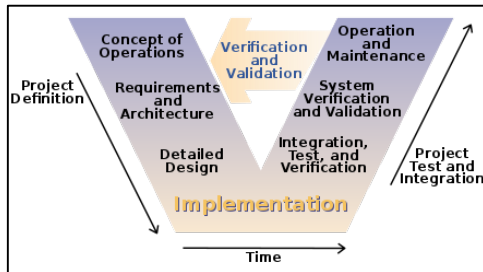 Concept of
Operations
Verification
and
Validation
Operation
and
Maintenance
Project
Definition
Requirements
and
Architecture
System
Verification
and Validation
Detailed
Design
Integration,
Test, and
Verification
Project
Test and
Integration
Implementation
Time